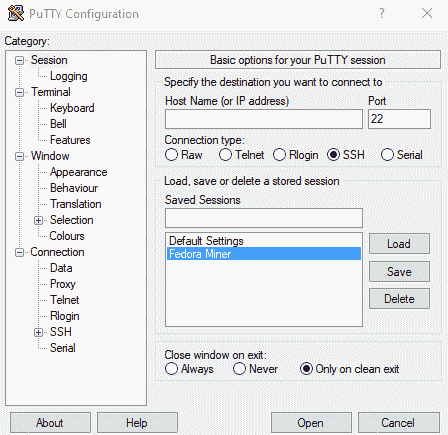 PuTTY Configuration
Category:
Session
Logging
Terminal
Keyboard
Bell
Features
Window
Appearance
Behaviour
Translation
Selection
Colours
Connection
Data
Proxy
Telnet
Rlogin
SSH
Serial
Basic options for your PuTTY session
Specify the destination you want to connect to
Host Name (or IP address) Port
22
Connection type:
Raw Telnet Rlogin SSH Serial
Load, save or delete a stored session
Saved Sessions
Default Settings
Fedora Miner
Load
Save
Delete
Close window on exit:
Always Never Only on clean exit
About Help Open Cancel